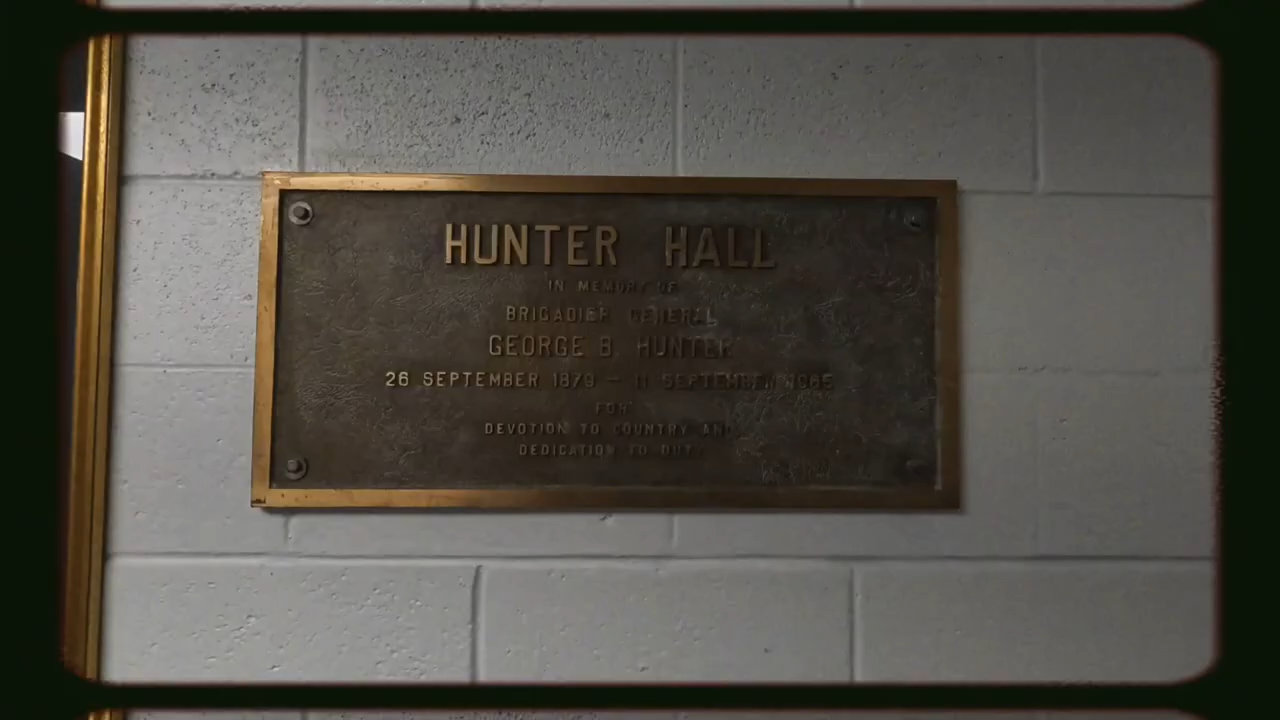 HUNTER HALL
IN MEMORY OF
BRIGADIER GENERAL
GEORGE B. HUNTER
26 SEPTEMBER 1879 — 11 SEPTEMBER
FOR
DEVOTION TO COUNTRY AND
DEDICATION TO DUTY